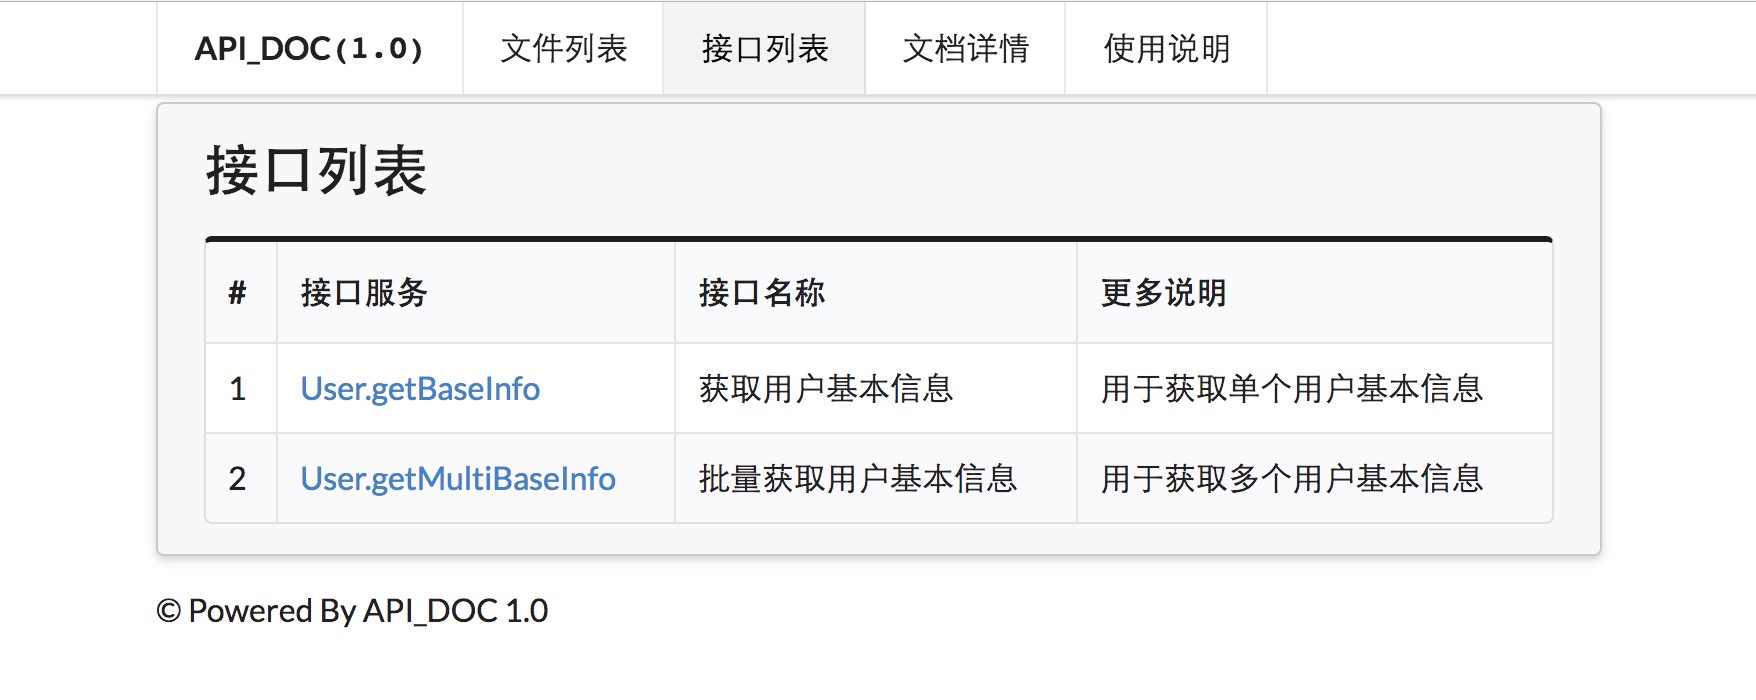 API_DOC(1.0) 文件列表 接口列表 文档详情 使用说明
接口列表
# 接口服务 接口名称 更多说明
1 User.getBaseInfo 获取用户基本信息 用于获取单个用户基本信息
2 User.getMultiBaseInfo 批量获取用户基本信息 用于获取多个用户基本信息
© Powered By API_DOC 1.0